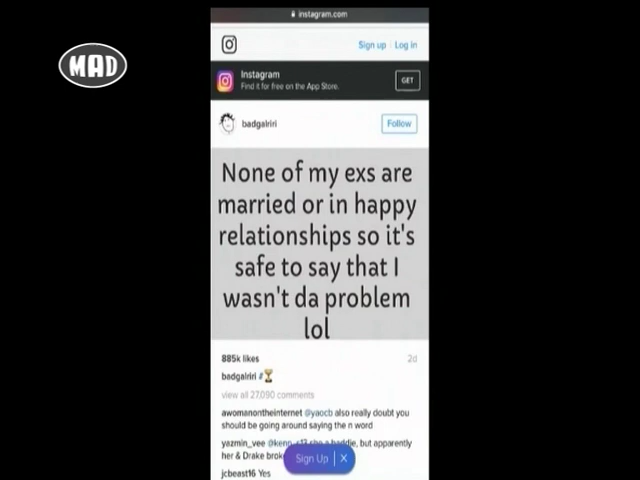 instagram.com
MAD
Sign up Log in
Instagram
Find it for free on the App Store.
GET
badgalriri
Follow
None of my exs are
married or in happy
relationships so it's
safe to say that I
wasn't da problem
lol
885k likes
2d
badgalriri #⏳
view all 27,090 comments
awomanontheinternet @yaocb also really doubt you
should be going around saying the n word
yazmin_vee baddie, but apparently
her & Drake
Sign Up | ×
jcbeast16 Yes